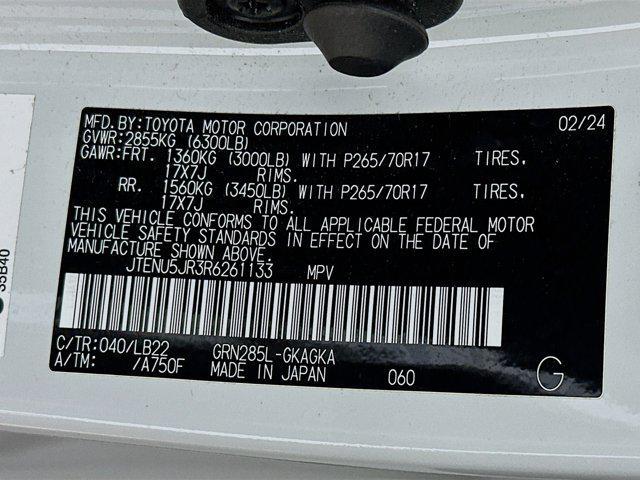 MFD.BY:TOYOTA MOTOR CORPORATION 02/24
GVWR:2855KG (6300LB)
GAWR:FRT. 1360KG (3000LB) WITH P265/70R17 TIRES.
17X7J RIMS.
RR. 1560KG (3450LB) WITH P265/70R17 TIRES.
17X7J RIMS.
THIS VEHICLE CONFORMS TO ALL APPLICABLE FEDERAL MOTOR
VEHICLE SAFETY STANDARDS IN EFFECT ON THE DATE OF
MANUFACTURE SHOWN ABOVE.
JTENU5JR3R6261133 MPV
C/TR:040/LB22 GRN285L-GKAGKA
A/TM: /A750F MADE IN JAPAN 060 G
35B40